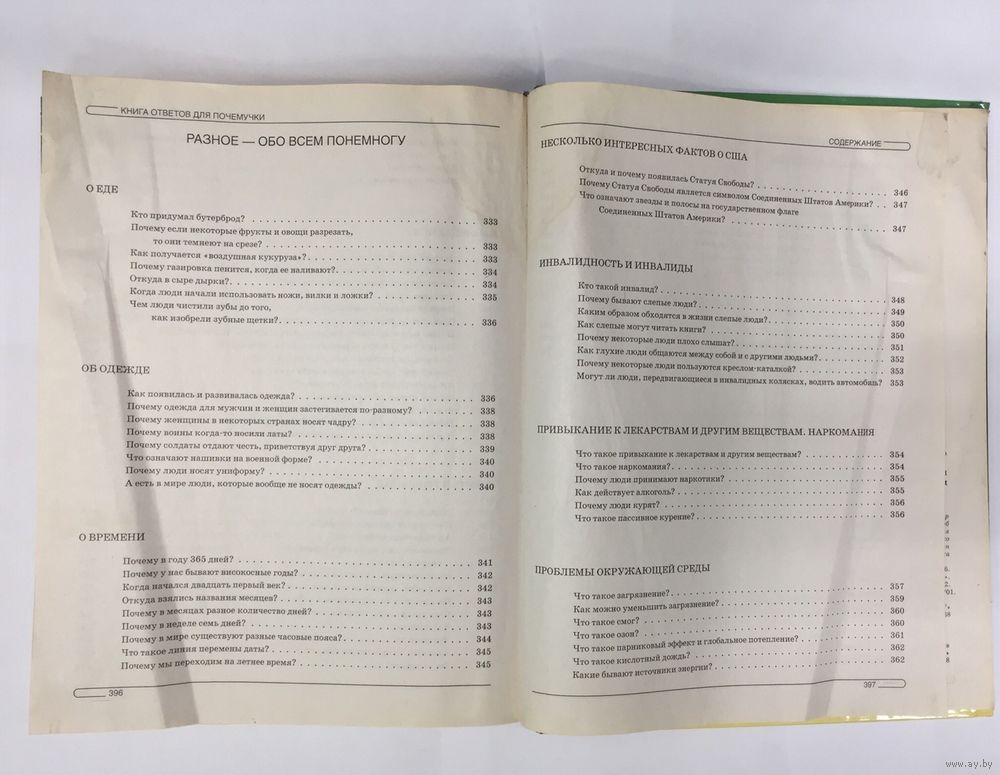 КНИГА ОТВЕТОВ ДЛЯ ПОЧЕМУЧКИ
РАЗНОЕ — ОБО ВСЕМ ПОНЕМНОГУ
О ЕДЕ
Кто придумал бутерброд? . . . 333
Почему если некоторые фрукты и овощи разрезать,
то они темнеют на срезе? . . . 333
Как получается «воздушная кукуруза»? . . . 333
Почему газировка пенится, когда ее наливают? . . . 334
Откуда в сыре дырки? . . . 334
Когда люди начали использовать ножи, вилки и ложки? . . . 335
Чем люди чистили зубы до того,
как изобрели зубные щетки? . . . 336
ОБ ОДЕЖДЕ
Как появилась и развивалась одежда? . . . 336
Почему одежда для мужчин и женщин застегивается по-разному? . . . 338
Почему женщины в некоторых странах носят чадру? . . . 338
Почему воины когда-то носили латы? . . . 338
Почему солдаты отдают честь, приветствуя друг друга? . . . 339
Что означают нашивки на военной форме? . . . 340
Почему люди носят униформу? . . . 340
А есть в мире люди, которые вообще не носят одежды? . . . 340
О ВРЕМЕНИ
Почему в году 365 дней? . . . 341
Почему у нас бывают високосные годы? . . . 342
Когда начался двадцать первый век? . . . 342
Откуда взялись названия месяцев? . . . 343
Почему в месяцах разное количество дней? . . . 343
Почему в неделе семь дней? . . . 343
Почему в мире существуют разные часовые пояса? . . . 344
Что такое линия перемены даты? . . . 345
Почему мы переходим на летнее время? . . . 345
396
СОДЕРЖАНИЕ
НЕСКОЛЬКО ИНТЕРЕСНЫХ ФАКТОВ О США
Откуда и почему появилась Статуя Свободы? . . . 346
Почему Статуя Свободы является символом Соединенных Штатов Америки? . . 347
Что означают звезды и полосы на государственном флаге
Соединенных Штатов Америки? . . . 347
ИНВАЛИДНОСТЬ И ИНВАЛИДЫ
Кто такой инвалид? . . . 348
Почему бывают слепые люди? . . . 349
Каким образом обходятся в жизни слепые люди? . . . 350
Как слепые могут читать книги? . . . 350
Почему некоторые люди плохо слышат? . . . 351
Как глухие люди общаются между собой и с другими людьми? . . . 352
Почему некоторые люди пользуются креслом-каталкой? . . . 353
Могут ли люди, передвигающиеся в инвалидных колясках, водить автомобиль? 353
ПРИВЫКАНИЕ К ЛЕКАРСТВАМ И ДРУГИМ ВЕЩЕСТВАМ. НАРКОМАНИЯ
Что такое привыкание к лекарствам и другим веществам? . . . 354
Что такое наркомания? . . . 354
Почему люди принимают наркотики? . . . 355
Как действует алкоголь? . . . 355
Почему люди курят? . . . 356
Что такое пассивное курение? . . . 356
ПРОБЛЕМЫ ОКРУЖАЮЩЕЙ СРЕДЫ
Что такое загрязнение? . . . 357
Как можно уменьшить загрязнение? . . . 359
Что такое смог? . . . 360
Что такое озон? . . . 360
Что такое парниковый эффект и глобальное потепление? . . . 361
Что такое кислотный дождь? . . . 362
Какие бывают источники энергии? . . . 362
397
www.ay.by